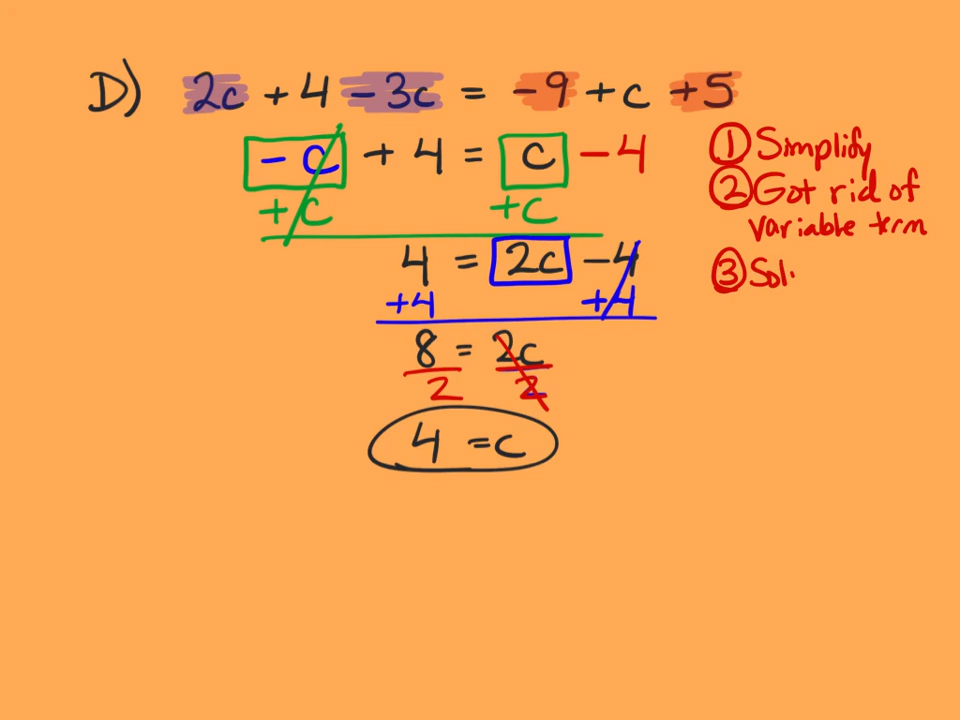 D) 2c + 4 - 3c = -9 + c + 5
- c + 4 = c - 4
+ c +c
4 = 2c - 4
+4 +4
8 = 2c
2 2
4 = c
① Simplify
② Got rid of
variable term
③ Sol